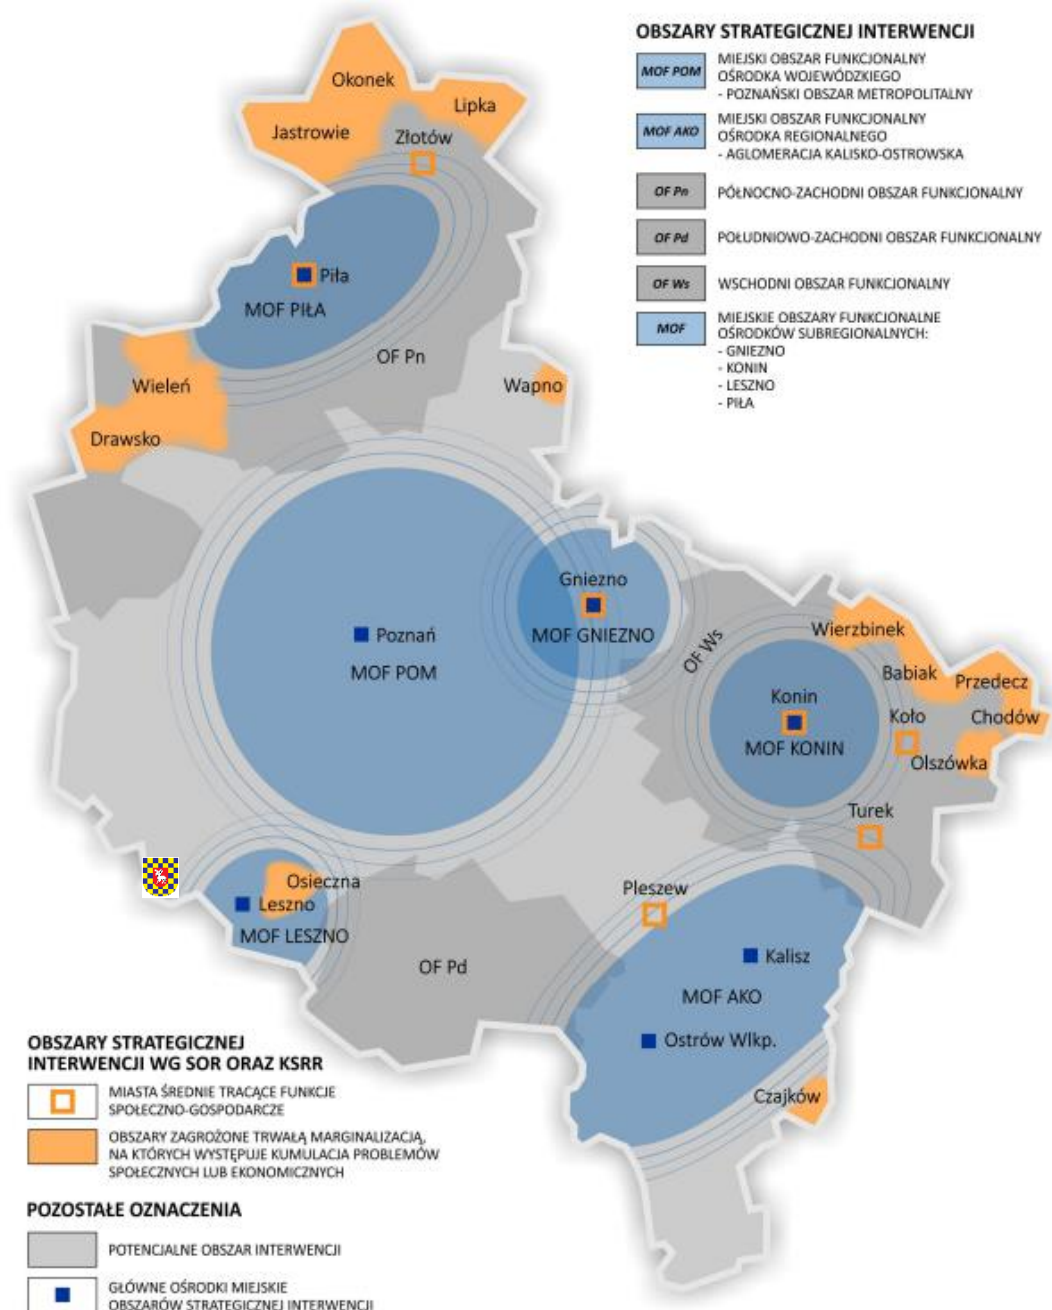 OBSZARY STRATEGICZNEJ INTERWENCJI
MOF POM
MIEJSKI OBSZAR FUNKCJONALNY
OŚRODKA WOJEWÓDZKIEGO
- POZNAŃSKI OBSZAR METROPOLITALNY
MOF AKO
MIEJSKI OBSZAR FUNKCJONALNY
OŚRODKA REGIONALNEGO
- AGLOMERACJA KALISKO-OSTROWSKA
OF Pn
PÓŁNOCNO-ZACHODNI OBSZAR FUNKCJONALNY
OF Pd
POŁUDNIOWO-ZACHODNI OBSZAR FUNKCJONALNY
OF Ws
WSCHODNI OBSZAR FUNKCJONALNY
MOF
MIEJSKIE OBSZARY FUNKCJONALNE
OŚRODKÓW SUBREGIONALNYCH:
- GNIEZNO
- KONIN
- LESZNO
- PIŁA
Okonek
Lipka
Jastrowie
Złotów
Piła
MOF PIŁA
OF Pn
Wieleń
Wapno
Drawsko
Gniezno
MOF GNIEZNO
Poznań
MOF POM
OF Ws
Wierzbinek
Babiak
Przedecz
Konin
Koło
Chodów
MOF KONIN
Olszówka
Turek
Osieczna
Leszno
MOF LESZNO
Pleszew
OF Pd
Kalisz
MOF AKO
Ostrów Wlkp.
Czajków
OBSZARY STRATEGICZNEJ
INTERWENCJI WG SOR ORAZ KSRR
MIASTA ŚREDNIE TRACĄCE FUNKCJE
SPOŁECZNO-GOSPODARCZE
OBSZARY ZAGROŻONE TRWAŁĄ MARGINALIZACJĄ,
NA KTÓRYCH WYSTĘPUJE KUMULACJA PROBLEMÓW
SPOŁECZNYCH LUB EKONOMICZNYCH
POZOSTAŁE OZNACZENIA
POTENCJALNE OBSZAR INTERWENCJI
GŁÓWNE OŚRODKI MIEJSKIE
OBSZARÓW STRATEGICZNEJ INTERWENCJI